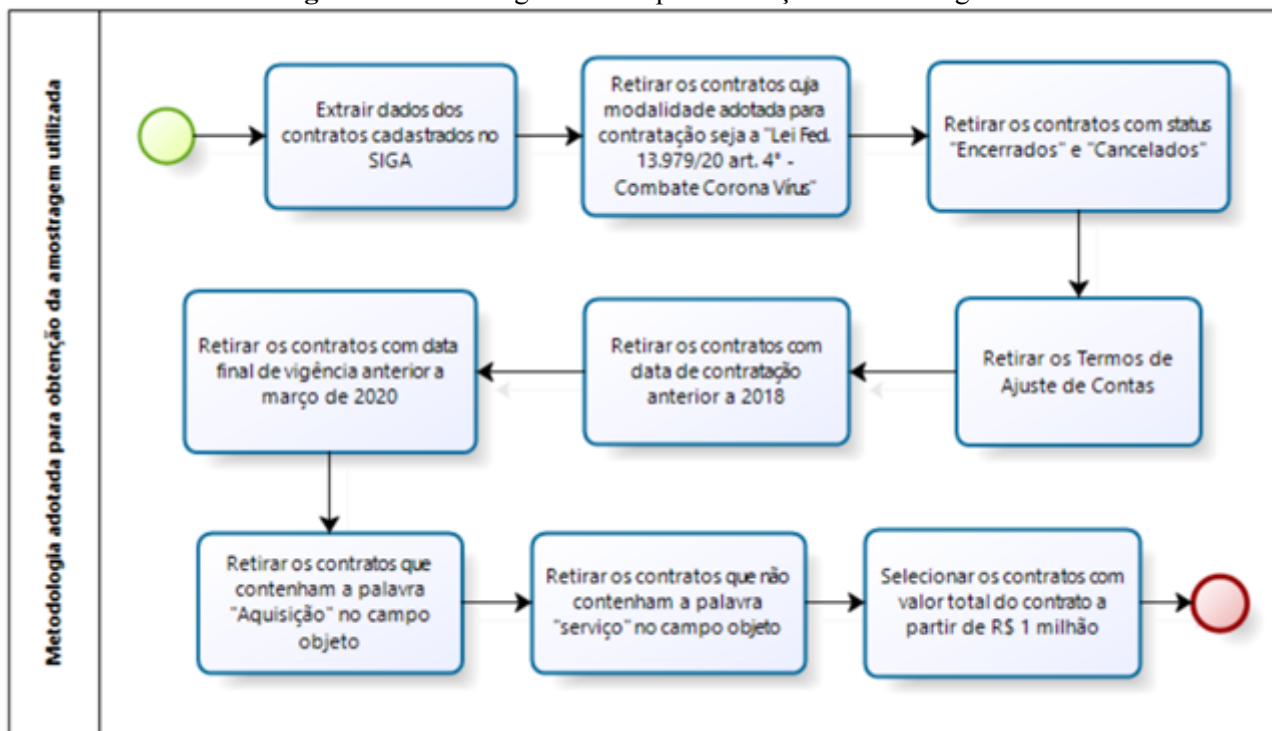 Metodologia adotada para obtenção da amostragem utilizada
Extrair dados dos
contratos cadastrados no
SIGA
Retirar os contratos cuja
modalidade adotada para
contratação seja a "Lei Fed.
13.979/20 art. 4° -
Combate Corona Vírus"
Retirar os contratos com status
"Encerrados" e "Cancelados"
Retirar os Termos de
Ajuste de Contas
Retirar os contratos com
data de contratação
anterior a 2018
Retirar os contratos com data
final de vigência anterior a
março de 2020
Retirar os contratos que
contenham a palavra
"Aquisição" no campo
objeto
Retirar os contratos que não
contenham a palavra
"serviço" no campo objeto
Selecionar os contratos com
valor total do contrato a
partir de R$ 1 milhão